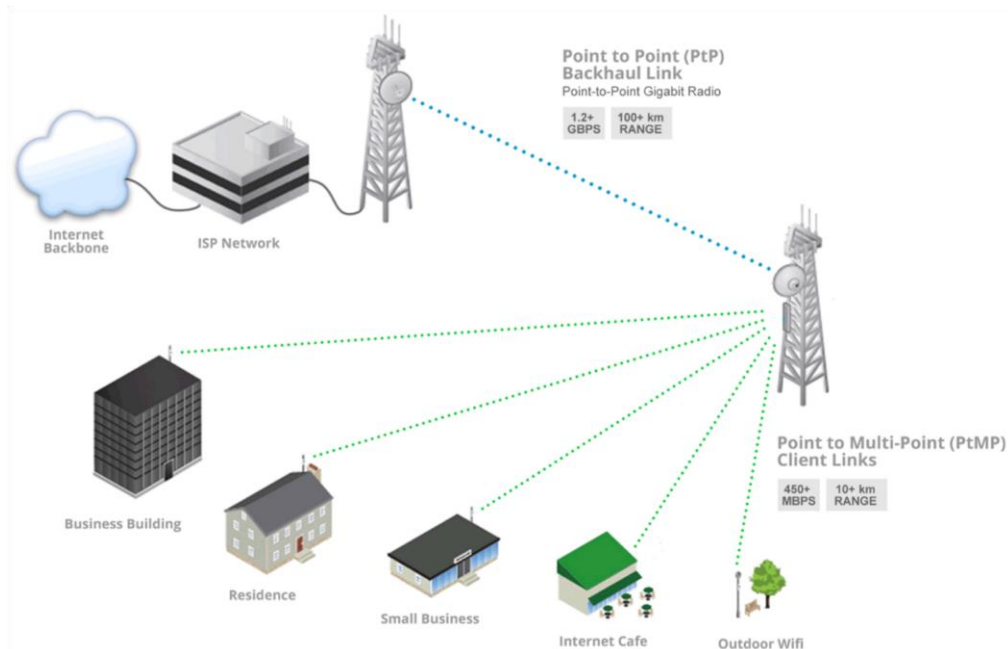 Point to Point (PtP)
Backhaul Link
Point-to-Point Gigabit Radio
1.2+
GBPS
100+ km
RANGE
Internet
Backbone
ISP Network
Point to Multi-Point (PtMP)
Client Links
450+
MBPS
10+ km
RANGE
Business Building
Residence
Small Business
Internet Cafe
Outdoor Wifi